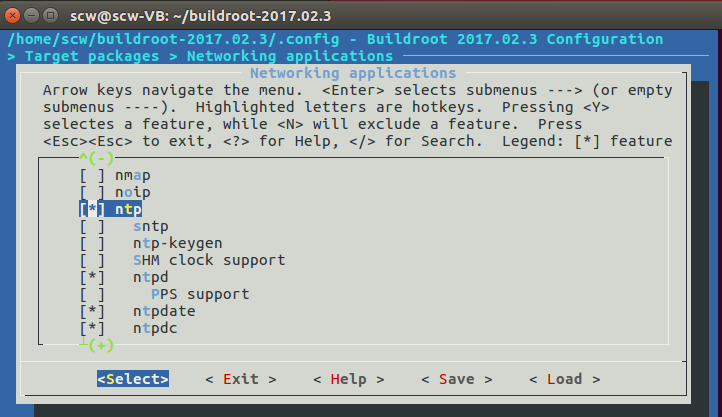 scw@scw-VB: ~/buildroot-2017.02.3
/home/scw/buildroot-2017.02.3/.config - Buildroot 2017.02.3 Configuration
> Target packages > Networking applications
Networking applications
Arrow keys navigate the menu.  <Enter> selects submenus ---> (or empty
submenus ----).  Highlighted letters are hotkeys.  Pressing <Y>
selectes a feature, while <N> will exclude a feature.  Press
<Esc><Esc> to exit, <?> for Help, </> for Search.  Legend: [*] feature
^(-)
[ ] nmap
[ ] noip
[*] ntp
[ ]   sntp
[ ]   ntp-keygen
[ ]   SHM clock support
[*]   ntpd
[ ]     PPS support
[*]   ntpdate
[*]   ntpdc
┴(+)
<Select>    < Exit >    < Help >    < Save >    < Load >